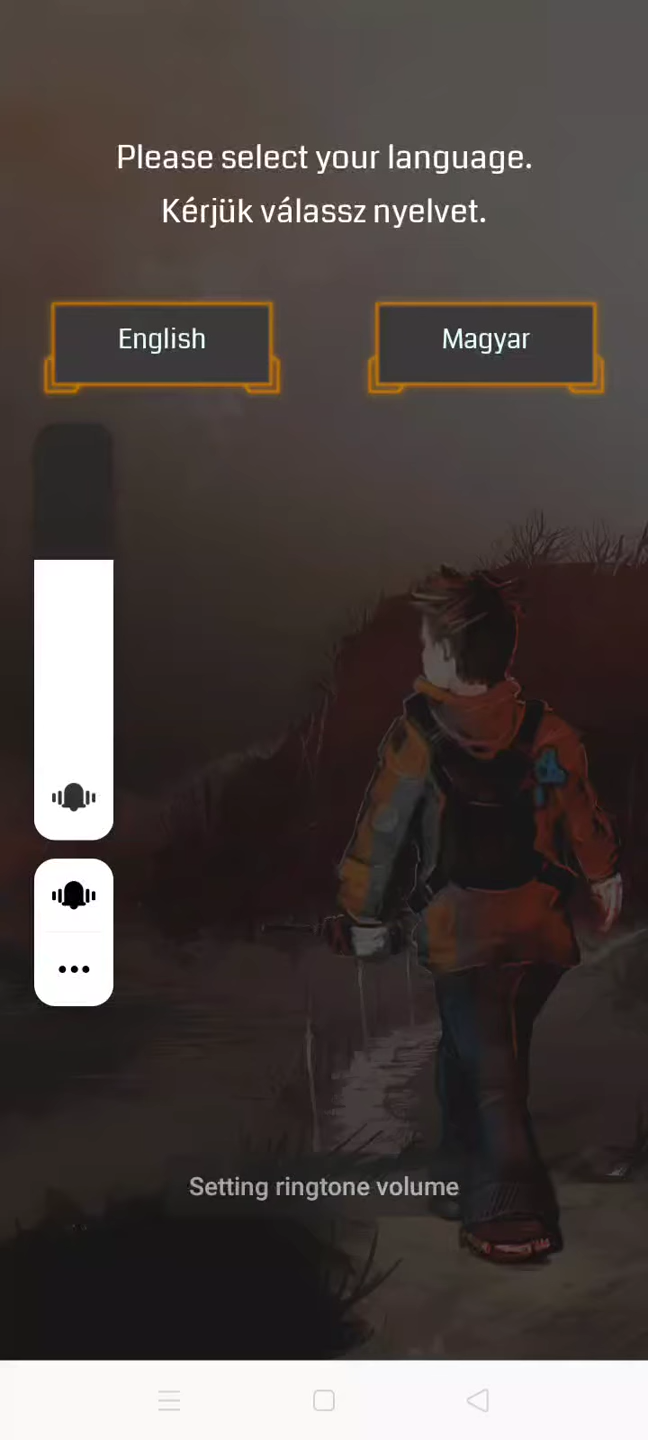 Please select your language.
Kérjük válassz nyelvet.
English
Magyar
Setting ringtone volume